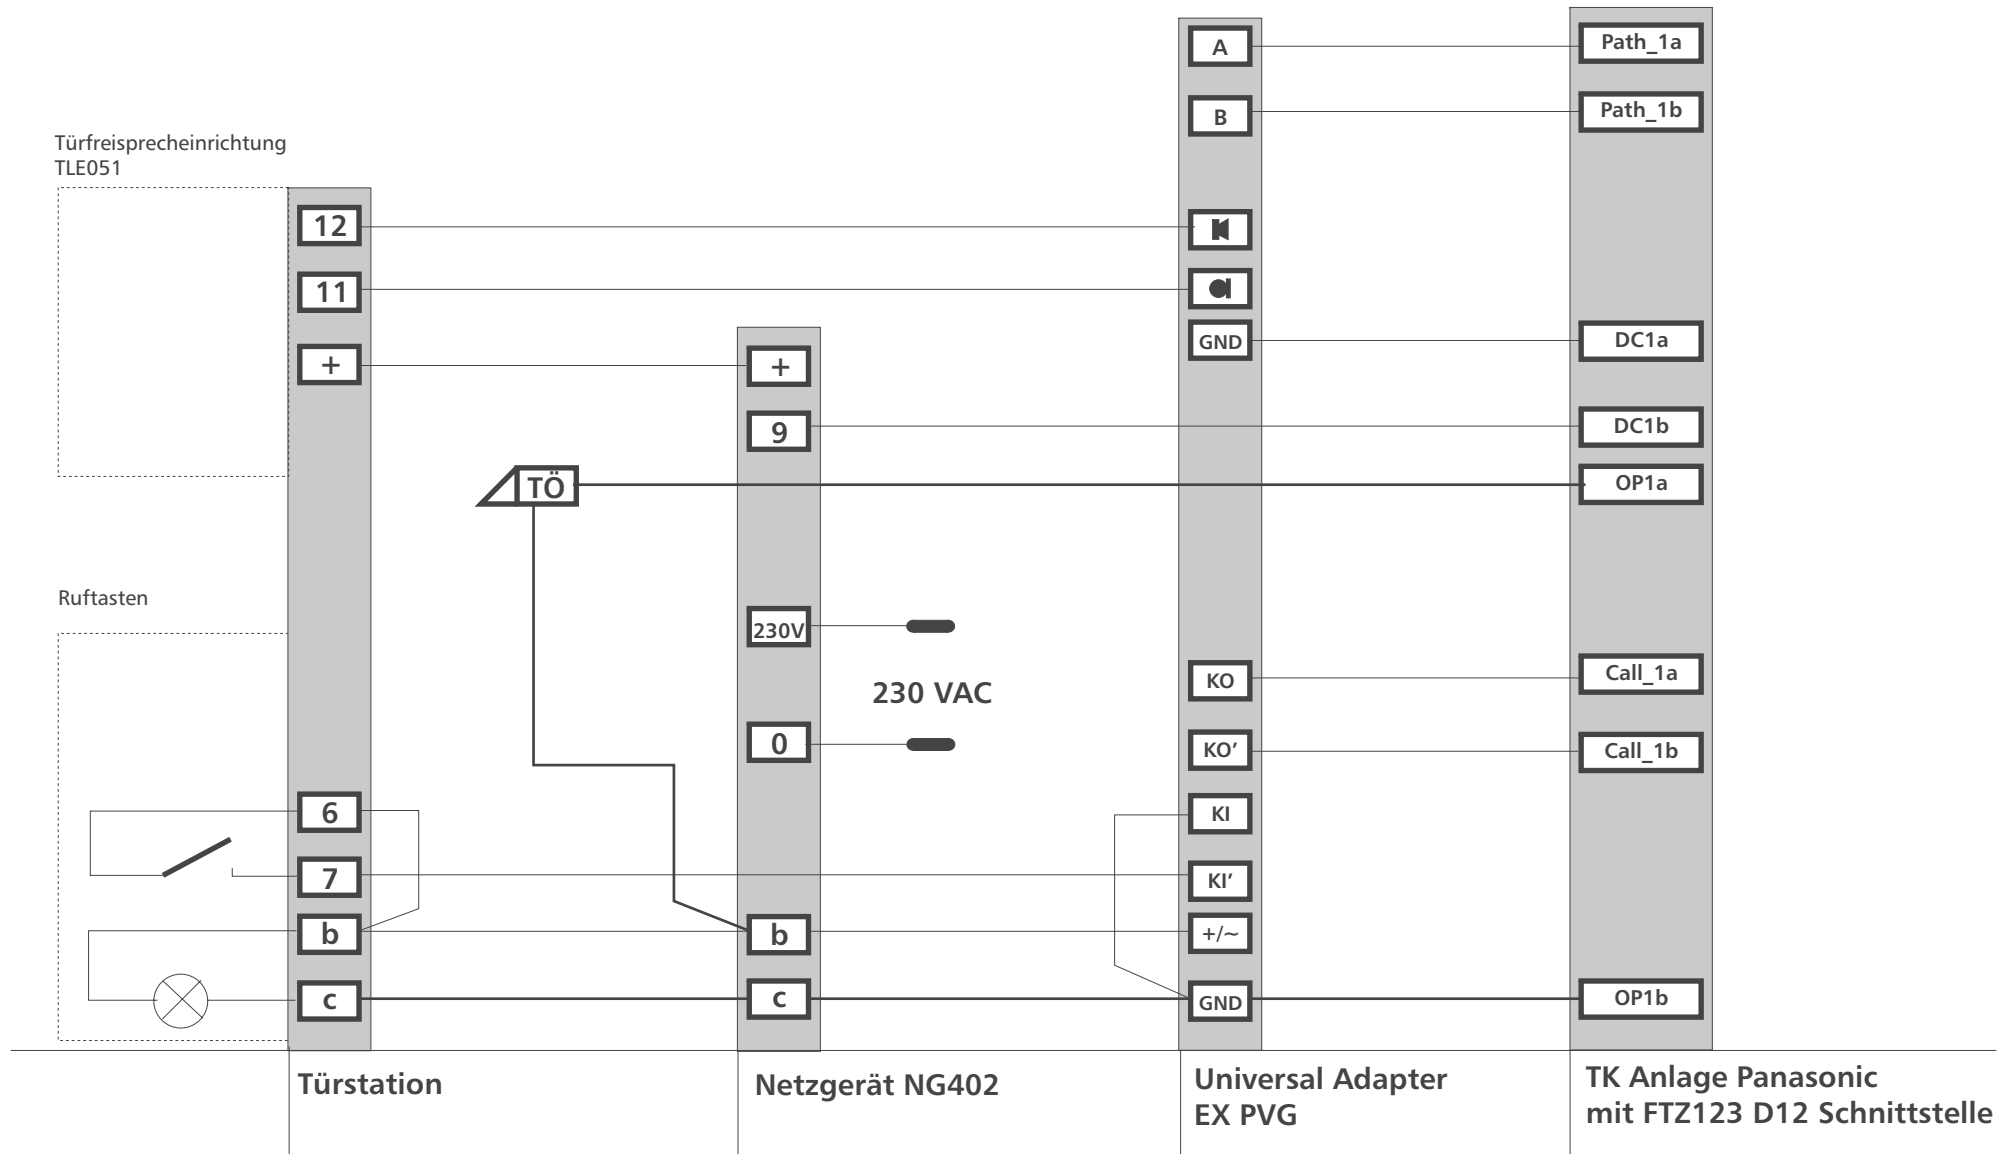 Türfreisprecheinrichtung
TLE051
12
11
+
Ruftasten
6
7
b
c
Türstation
TÖ
+
9
230V
230 VAC
0
b
c
Netzgerät NG402
A
B
GND
KO
KO’
KI
KI’
+/~
GND
Universal Adapter
EX PVG
Path_1a
Path_1b
DC1a
DC1b
OP1a
Call_1a
Call_1b
OP1b
TK Anlage Panasonic
mit FTZ123 D12 Schnittstelle